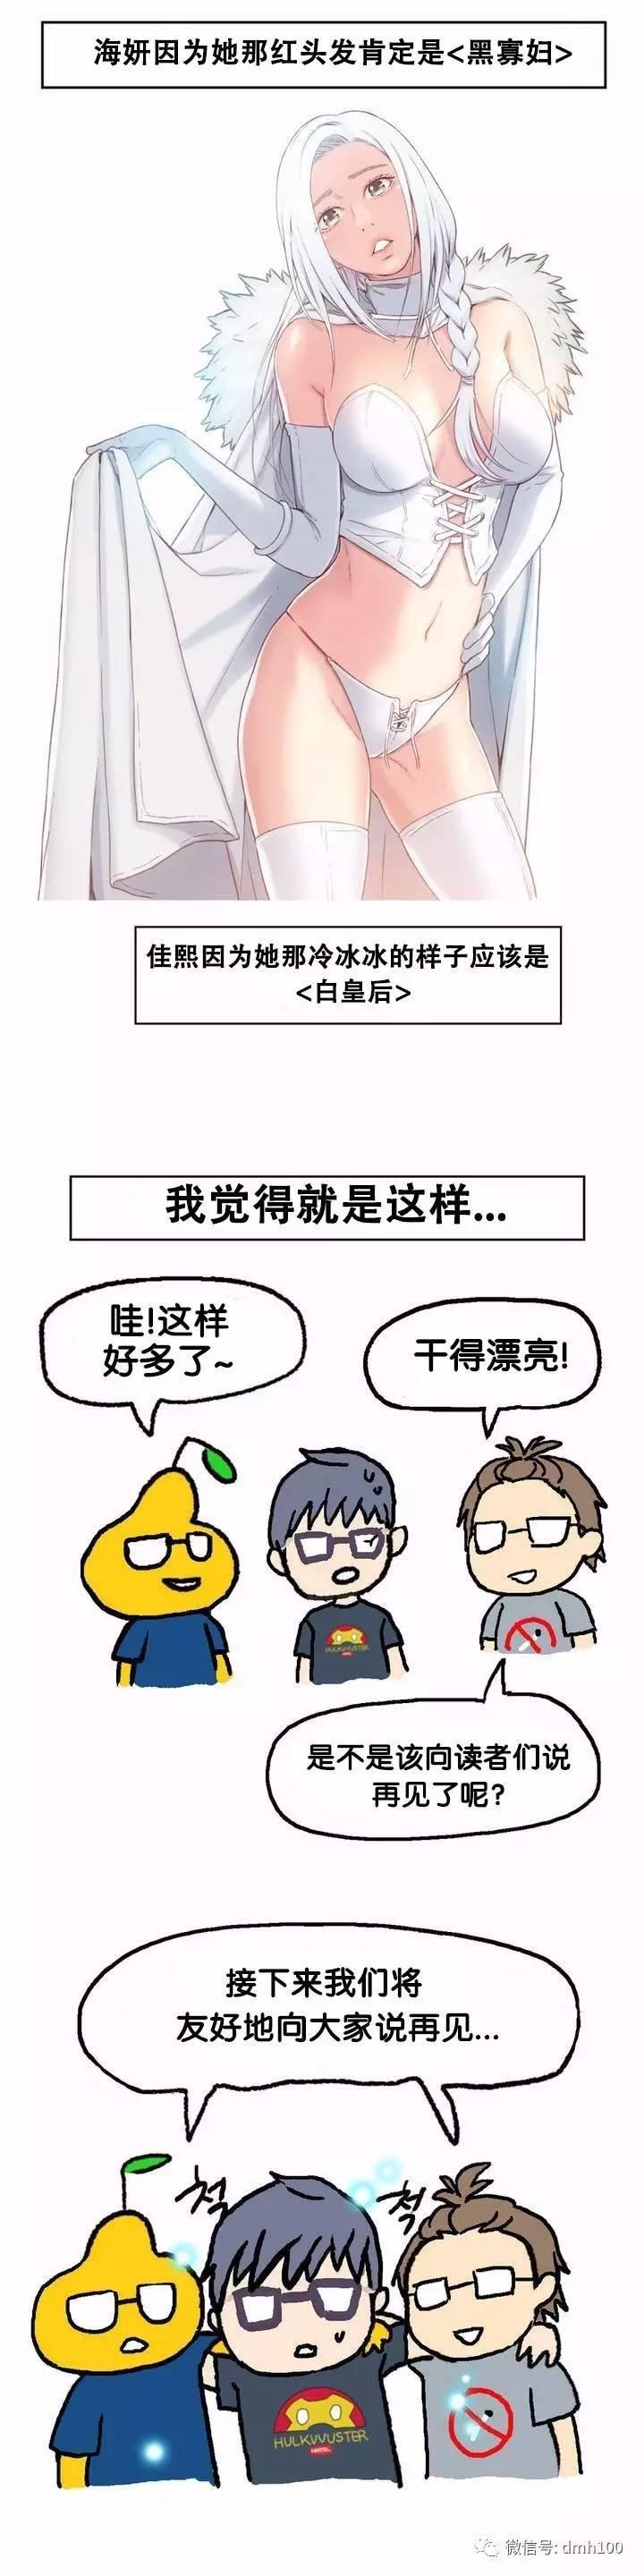 海妍因为她那红头发肯定是<黑寡妇>
佳熙因为她那冷冰冰的样子应该是
<白皇后>
我觉得就是这样...
哇!这样
好多了~
干得漂亮!
HULKVVUSTER
是不是该向读者们说
再见了呢?
接下来我们将
友好地向大家说再见...
척
척
HULKVVUSTER
微信号: dmh100